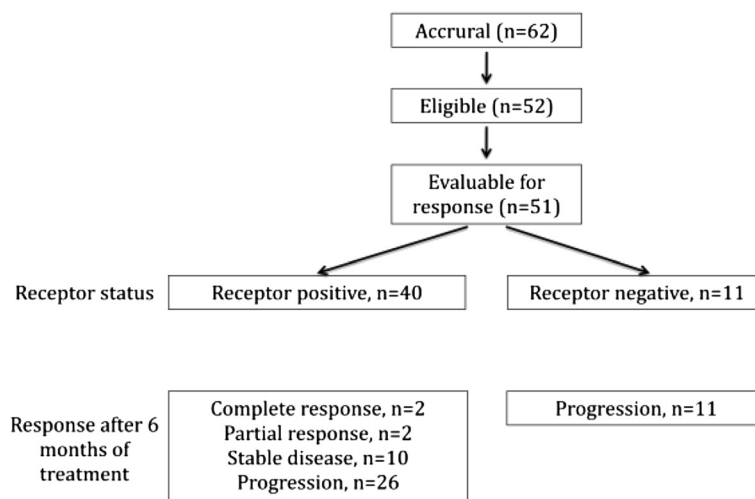 Accrural (n=62)
Eligible (n=52)
Evaluable for
response (n=51)
Receptor status
Receptor positive, n=40
Receptor negative, n=11
Response after 6
months of
treatment
Complete response, n=2
Partial response, n=2
Stable disease, n=10
Progression, n=26
Progression, n=11